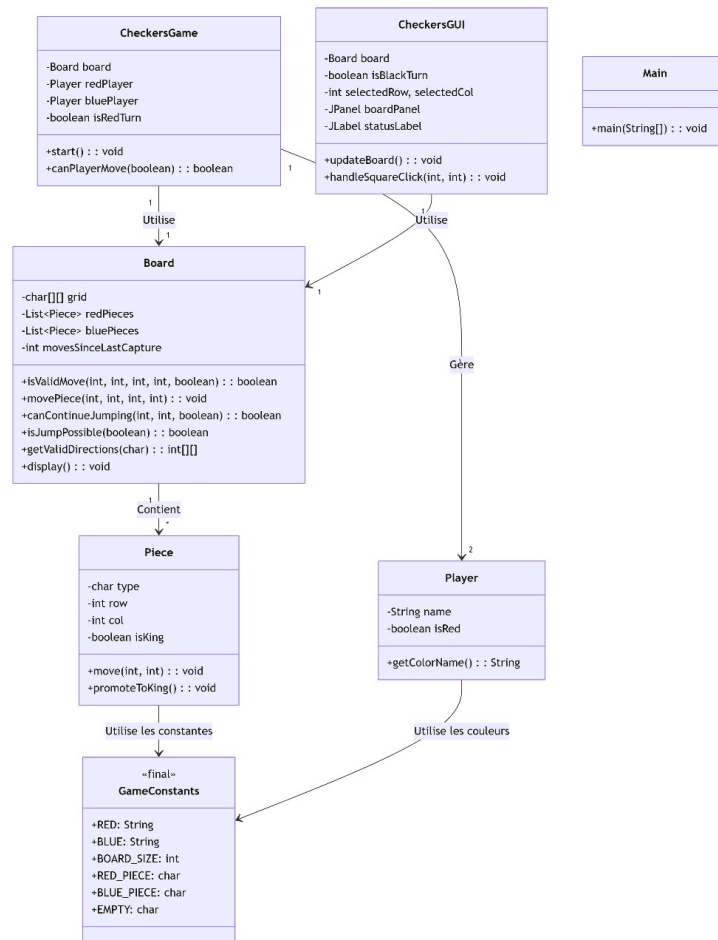 CheckersGame
-Board board
-Player redPlayer
-Player bluePlayer
-boolean isRedTurn
+start() : : void
+canPlayerMove(boolean) : : boolean
CheckersGUI
-Board board
-boolean isBlackTurn
-int selectedRow, selectedCol
-JPanel boardPanel
-JLabel statusLabel
+updateBoard() : : void
+handleSquareClick(int, int) : : void
Main
+main(String[]) : : void
1
Utilise
1
1
1
Utilise
1
Board
-char[][] grid
-List<Piece> redPieces
-List<Piece> bluePieces
-int movesSinceLastCapture
+isValidMove(int, int, int, int, boolean) : : boolean
+movePiece(int, int, int, int) : : void
+canContinueJumping(int, int, boolean) : : boolean
+isJumpPossible(boolean) : : boolean
+getValidDirections(char) : : int[][]
+display() : : void
Gère
1
Contient
*
2
Piece
-char type
-int row
-int col
-boolean isKing
+move(int, int) : : void
+promoteToKing() : : void
Player
-String name
-boolean isRed
+getColorName() : : String
Utilise les constantes
Utilise les couleurs
«final»
GameConstants
+RED: String
+BLUE: String
+BOARD_SIZE: int
+RED_PIECE: char
+BLUE_PIECE: char
+EMPTY: char